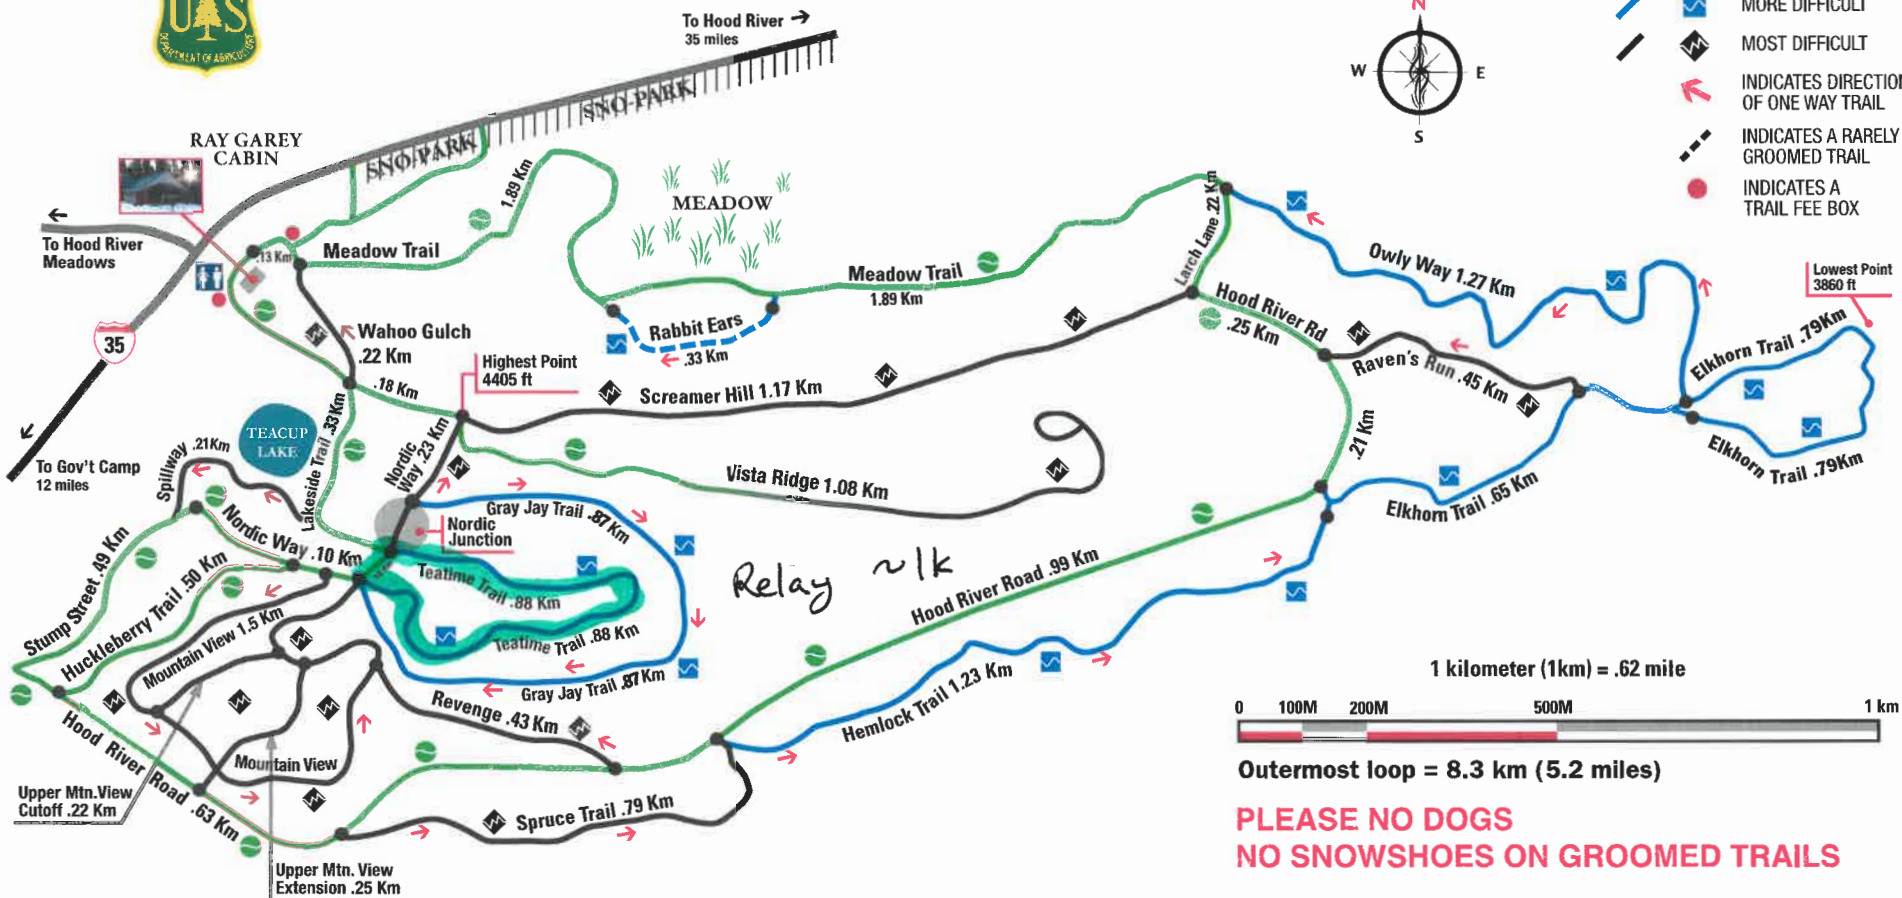 UAS
DEPARTMENT OF AGRICULTURE
To Hood River →
35 miles
N
W
E
S
MORE DIFFICULT
MOST DIFFICULT
INDICATES DIRECTION
OF ONE WAY TRAIL
INDICATES A RARELY
GROOMED TRAIL
INDICATES A
TRAIL FEE BOX
SNO-PARK
SNO-PARK
RAY GAREY
CABIN
To Hood River
Meadows
.13 Km
Meadow Trail
1.89 Km
MEADOW
Meadow Trail
1.89 Km
Larch Lane .22 Km
Owly Way 1.27 Km
Lowest Point
3860 ft
35
Wahoo Gulch
.22 Km
Rabbit Ears
.33 Km
Hood River Rd
.25 Km
Raven's Run .45 Km
Elkhorn Trail .79Km
Elkhorn Trail .79Km
Highest Point
4405 ft
.18 Km
Screamer Hill 1.17 Km
.21 Km
TEACUP
LAKE
Lakeside Trail .33Km
Nordic
Way .23 Km
To Gov't Camp
12 miles
Spillway .21Km
Vista Ridge 1.08 Km
Elkhorn Trail .65 Km
Gray Jay Trail .87Km
Nordic
Junction
Nordic Way .10 Km
Stump Street .49 Km
Huckleberry Trail .50 Km
Teatime Trail .88 Km
Relay ~1k
Hood River Road .99 Km
Mountain View 1.5 Km
Teatime Trail .88 Km
Gray Jay Trail .87Km
Revenge .43 Km
Hemlock Trail 1.23 Km
1 kilometer (1km) = .62 mile
0 100M 200M 500M 1 km
Hood River Road .63 Km
Mountain View
Upper Mtn.View
Cutoff .22 Km
Spruce Trail .79 Km
Outermost loop = 8.3 km (5.2 miles)
PLEASE NO DOGS
NO SNOWSHOES ON GROOMED TRAILS
Upper Mtn. View
Extension .25 Km